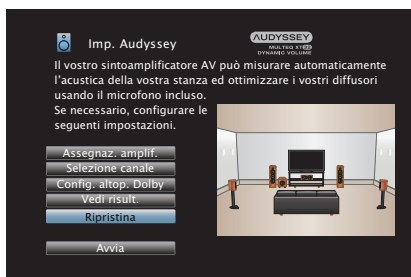 Imp. Audyssey
AUDYSSEY
MULTEQ XT32
DYNAMIC VOLUME
Il vostro sintoamplificatore AV può misurare automaticamente
l'acustica della vostra stanza ed ottimizzare i vostri diffusori
usando il microfono incluso.
Se necessario, configurare le
seguenti impostazioni.
Assegnaz. amplif.
Selezione canale
Config. altop. Dolby
Vedi risult.
Ripristina
Avvia